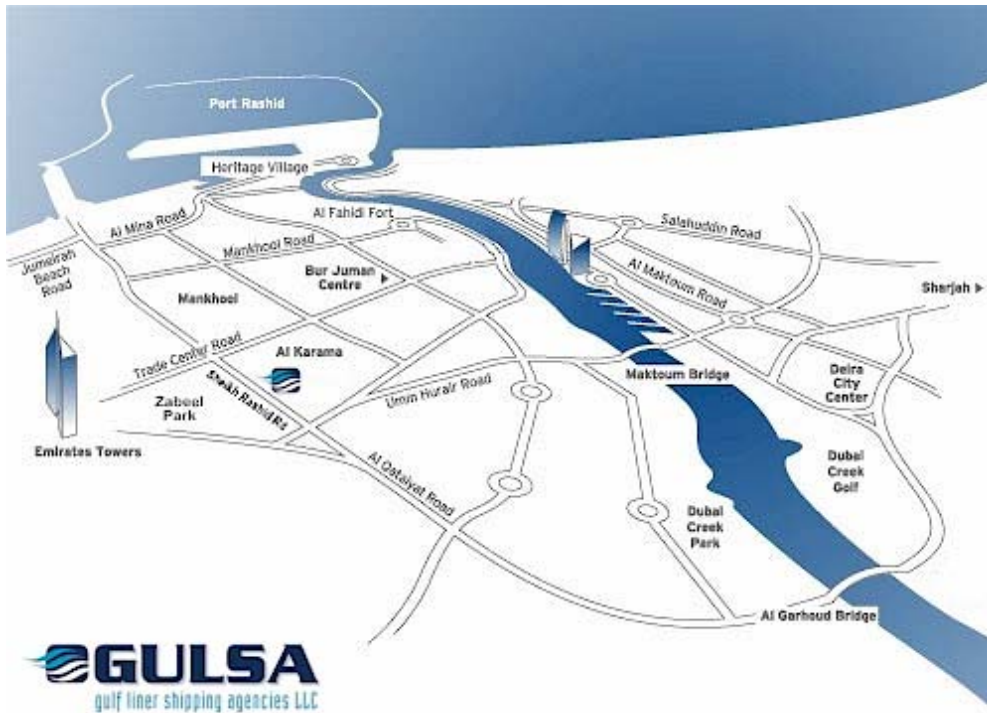 Port Rashid
Heritage Village
Al Mina Road
Al Fahidi Fort
Mankhool Road
Salahuddin Road
Jumeirah
Beach
Road
Bur Juman
Centre
Al Maktoum Road
Sharjah
Mankhool
Trade Center Road
Al Karama
Sheikh Rashid Rd
Maktoum Bridge
Deira
City
Center
Zabeel
Park
Umm Hurair Road
Emirates Towers
Al Qataiyat Road
Dubai
Creek
Golf
Dubai
Creek
Park
Al Garhoud Bridge
GULSA
gulf liner shipping agencies LLC